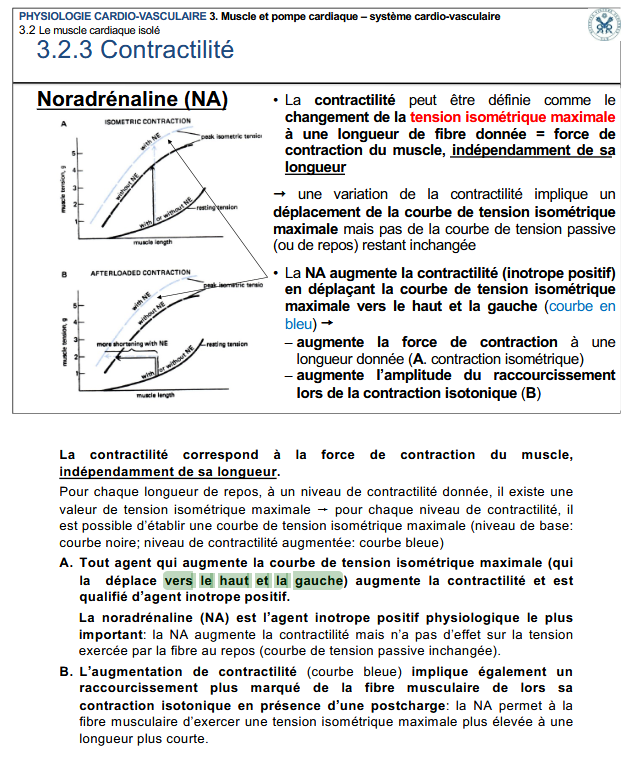 PHYSIOLOGIE CARDIO-VASCULAIRE 3. Muscle et pompe cardiaque – système cardio-vasculaire
3.2 Le muscle cardiaque isolé
3.2.3 Contractilité
Noradrénaline (NA)
A ISOMETRIC CONTRACTION
with NE
peak isometric tensio
without NE
5
4
3
2
1
muscle tension, g
with or without NE
resting tension
muscle length
B AFTERLOADED CONTRACTION
with NE
peak isometric tensio
without NE
5
4
3
2
1
muscle tension, g
more shortening with NE
resting tension
with or without NE
muscle length
• La contractilité peut être définie comme le
changement de la tension isométrique maximale
à une longueur de fibre donnée = force de
contraction du muscle, indépendamment de sa
longueur
→ une variation de la contractilité implique un
déplacement de la courbe de tension isométrique
maximale mais pas de la courbe de tension passive
(ou de repos) restant inchangée
• La NA augmente la contractilité (inotrope positif)
en déplaçant la courbe de tension isométrique
maximale vers le haut et la gauche (courbe en
bleu) →
– augmente la force de contraction à une
longueur donnée (A. contraction isométrique)
– augmente l’amplitude du raccourcissement
lors de la contraction isotonique (B)
La contractilité correspond à la force de contraction du muscle,
indépendamment de sa longueur.
Pour chaque longueur de repos, à un niveau de contractilité donnée, il existe une
valeur de tension isométrique maximale → pour chaque niveau de contractilité, il
est possible d’établir une courbe de tension isométrique maximale (niveau de base:
courbe noire; niveau de contractilité augmentée: courbe bleue)
A. Tout agent qui augmente la courbe de tension isométrique maximale (qui
la déplace vers le haut et la gauche) augmente la contractilité et est
qualifié d’agent inotrope positif.
La noradrénaline (NA) est l’agent inotrope positif physiologique le plus
important: la NA augmente la contractilité mais n’a pas d’effet sur la tension
exercée par la fibre au repos (courbe de tension passive inchangée).
B. L’augmentation de contractilité (courbe bleue) implique également un
raccourcissement plus marqué de la fibre musculaire de lors sa
contraction isotonique en présence d’une postcharge: la NA permet à la
fibre musculaire d’exercer une tension isométrique maximale plus élevée à une
longueur plus courte.